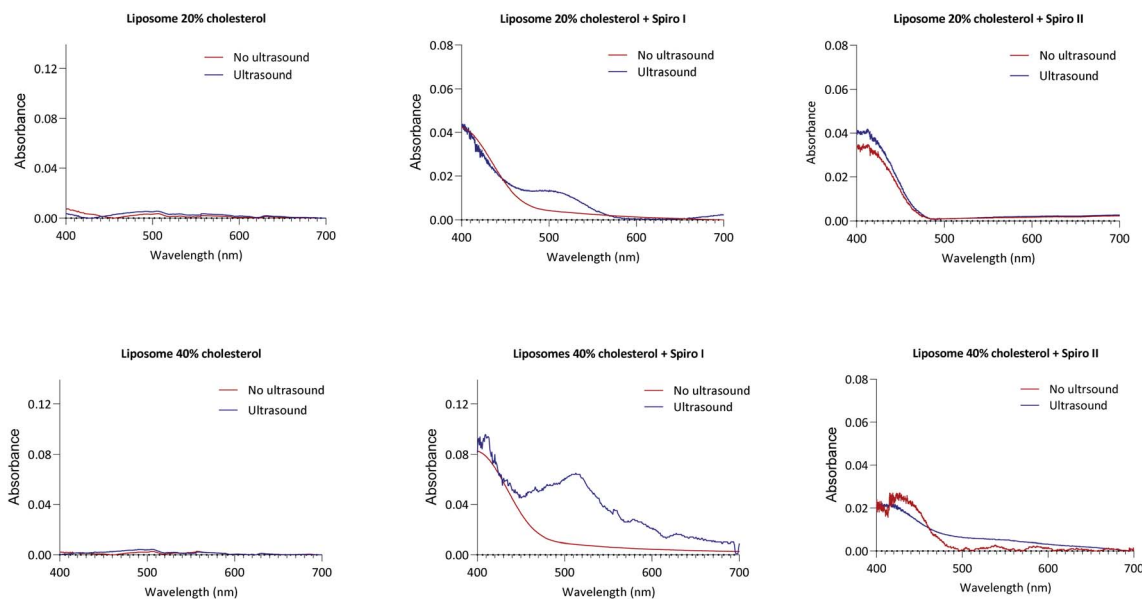 Liposome 20% cholesterol
No ultrasound
Ultrasound
0.12
0.08
0.04
0.00
Absorbance
400
500
600
700
Wavelength (nm)
Liposome 20% cholesterol + Spiro I
No ultrasound
Ultrasound
0.08
0.06
0.04
0.02
0.00
Absorbance
400
500
600
700
Wavelength (nm)
Liposome 20% cholesterol + Spiro II
No ultrasound
Ultrasound
0.08
0.06
0.04
0.02
0.00
Absorbance
400
500
600
700
Wavelength (nm)
Liposome 40% cholesterol
No ultrasound
Ultrasound
0.12
0.08
0.04
0.00
Absorbance
400
500
600
700
Wavelength (nm)
Liposomes 40% cholesterol + Spiro I
No ultrasound
Ultrasound
0.12
0.08
0.04
0.00
Absorbance
400
500
600
700
Wavelength (nm)
Liposome 40% cholesterol + Spiro II
No ultrsound
Ultrasound
0.08
0.06
0.04
0.02
0.00
Absorbance
400
500
600
700
Wavelength (nm)